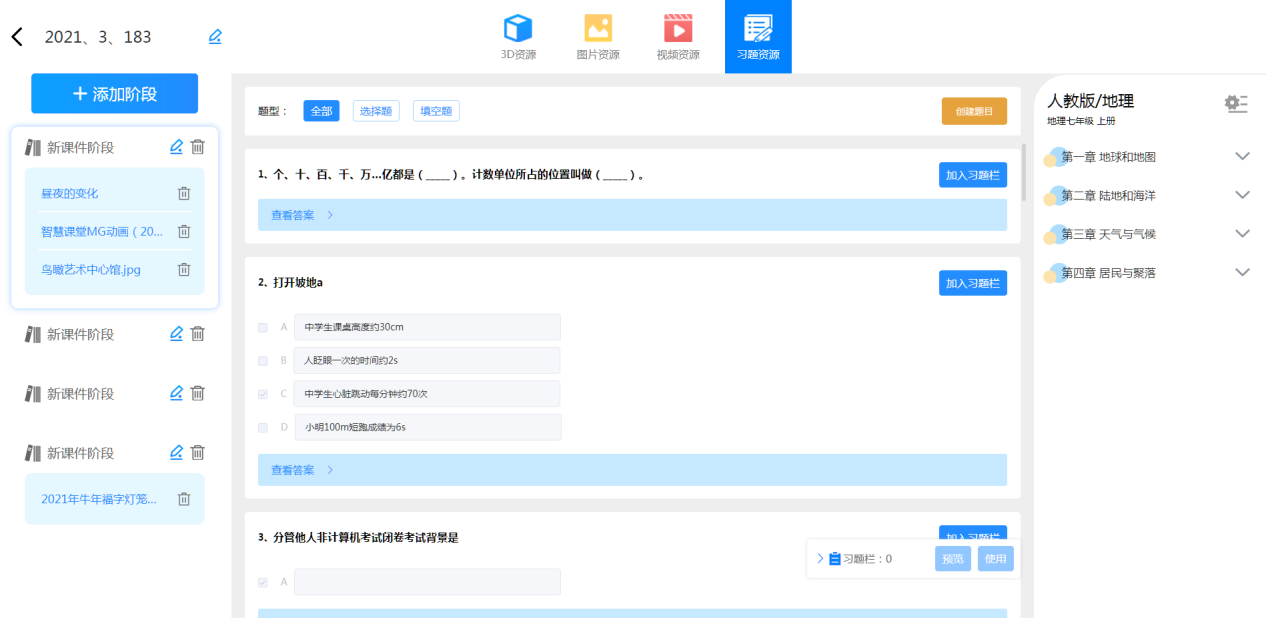 2021、3、183
3D资源
图片资源
视频资源
习题资源
添加阶段
新课件阶段
昼夜的变化
智慧课堂MG动画（20...
鸟瞰艺术中心馆.jpg
新课件阶段
新课件阶段
新课件阶段
2021年牛年福字灯笼...
题型：
全部
选择题
填空题
创建题目
1、个、十、百、千、万...亿都是（_____）。计数单位所占的位置叫做（_____）。
加入习题栏
查看答案
2、打开坡地a
加入习题栏
A 中学生课桌高度约30cm
B 人眨眼一次的时间约2s
C 中学生心脏跳动每分钟约70次
D 小明100m短跑成绩为6s
查看答案
3、分管他人非计算机考试闭卷考试背景是
加入习题栏
A
习题栏：0
预览
使用
人教版/地理
地理七年级 上册
第一章 地球和地图
第二章 陆地和海洋
第三章 天气与气候
第四章 居民与聚落